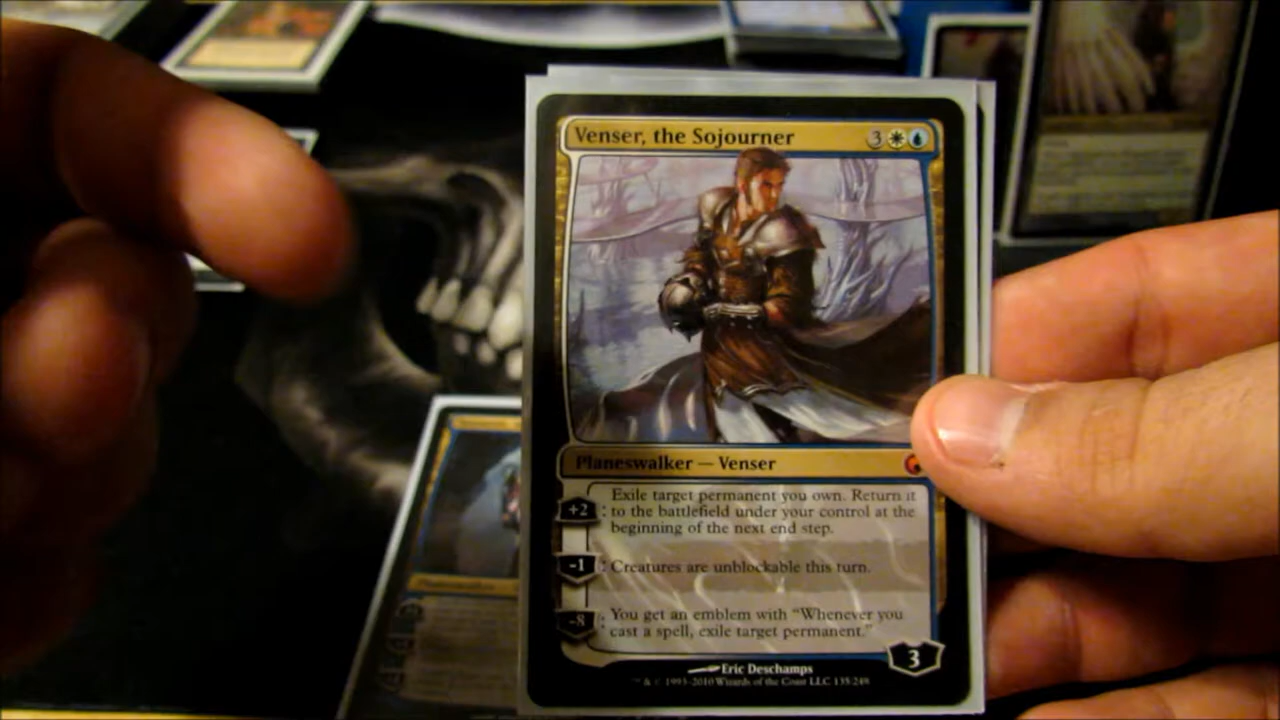 Venser, the Sojourner 3
Planeswalker — Venser
Exile target permanent you own. Return it
+2 : to the battlefield under your control at the
beginning of the next end step.
-1 : Creatures are unblockable this turn.
You get an emblem with “Whenever you
-8 : cast a spell, exile target permanent.”
3
Eric Deschamps
™ & © 1993-2010 Wizards of the Coast LLC 135/249
Planeswalker